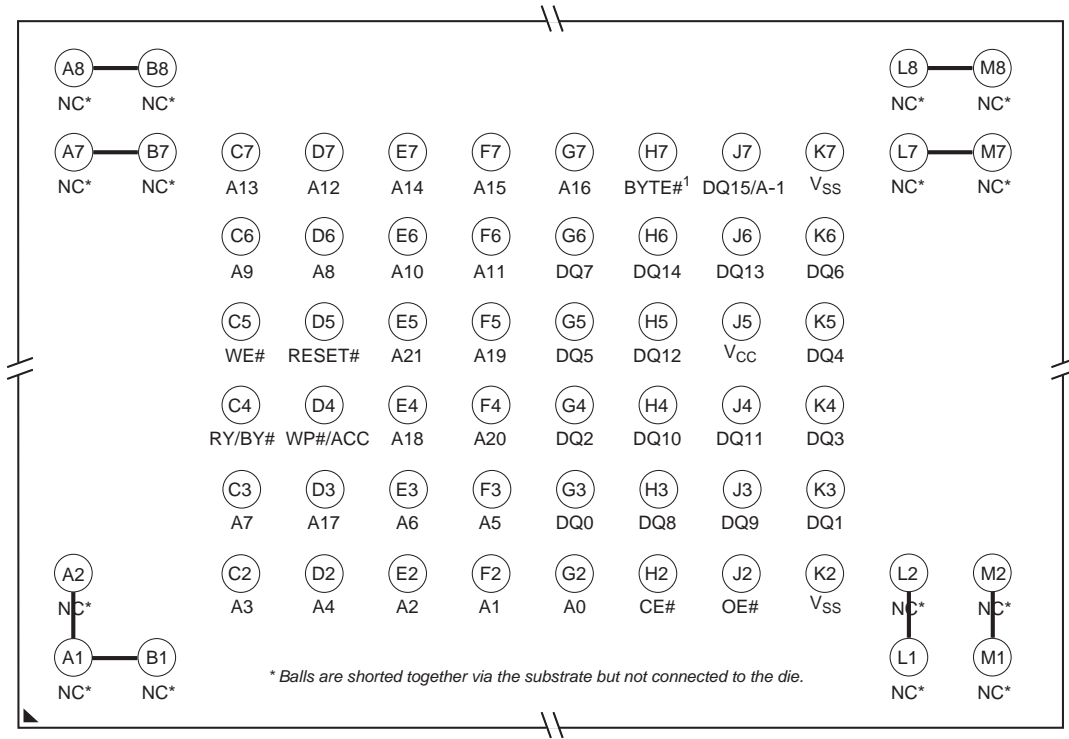 A8 B8 L8 M8
NC* NC* NC* NC*
A7 B7 C7 D7 E7 F7 G7 H7 J7 K7 L7 M7
NC* NC* A13 A12 A14 A15 A16 BYTE#1 DQ15/A-1 VSS NC* NC*
C6 D6 E6 F6 G6 H6 J6 K6
A9 A8 A10 A11 DQ7 DQ14 DQ13 DQ6
C5 D5 E5 F5 G5 H5 J5 K5
WE# RESET# A21 A19 DQ5 DQ12 VCC DQ4
C4 D4 E4 F4 G4 H4 J4 K4
RY/BY# WP#/ACC A18 A20 DQ2 DQ10 DQ11 DQ3
C3 D3 E3 F3 G3 H3 J3 K3
A7 A17 A6 A5 DQ0 DQ8 DQ9 DQ1
A2 C2 D2 E2 F2 G2 H2 J2 K2 L2 M2
NC* A3 A4 A2 A1 A0 CE# OE# VSS NC* NC*
A1 B1 L1 M1
* Balls are shorted together via the substrate but not connected to the die.
NC* NC* NC* NC*